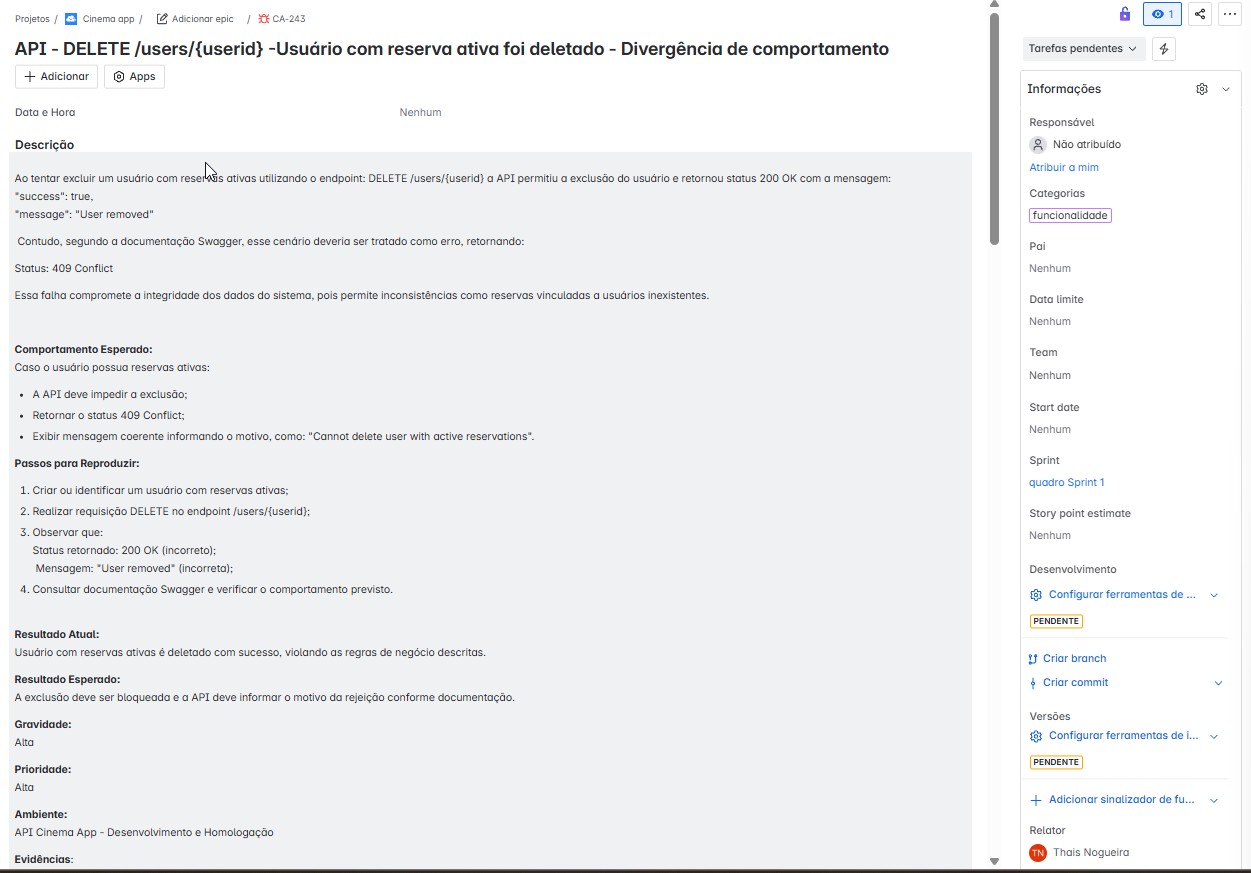 Projetos / Cinema app / Adicionar epic / CA-243
1
API - DELETE /users/{userid} -Usuário com reserva ativa foi deletado - Divergência de comportamento
Tarefas pendentes
Adicionar Apps
Informações
Data e Hora Nenhum
Descrição
Ao tentar excluir um usuário com reservas ativas utilizando o endpoint: DELETE /users/{userid} a API permitiu a exclusão do usuário e retornou status 200 OK com a mensagem:
"success": true,
"message": "User removed"
Contudo, segundo a documentação Swagger, esse cenário deveria ser tratado como erro, retornando:
Status: 409 Conflict
Essa falha compromete a integridade dos dados do sistema, pois permite inconsistências como reservas vinculadas a usuários inexistentes.
Comportamento Esperado:
Caso o usuário possua reservas ativas:
• A API deve impedir a exclusão;
• Retornar o status 409 Conflict;
• Exibir mensagem coerente informando o motivo, como: "Cannot delete user with active reservations".
Passos para Reproduzir:
1. Criar ou identificar um usuário com reservas ativas;
2. Realizar requisição DELETE no endpoint /users/{userid};
3. Observar que:
Status retornado: 200 OK (incorreto);
Mensagem: "User removed" (incorreta);
4. Consultar documentação Swagger e verificar o comportamento previsto.
Resultado Atual:
Usuário com reservas ativas é deletado com sucesso, violando as regras de negócio descritas.
Resultado Esperado:
A exclusão deve ser bloqueada e a API deve informar o motivo da rejeição conforme documentação.
Gravidade:
Alta
Prioridade:
Alta
Ambiente:
API Cinema App - Desenvolvimento e Homologação
Evidências:
Responsável
Não atribuído
Atribuir a mim
Categorias
funcionalidade
Pai
Nenhum
Data limite
Nenhum
Team
Nenhum
Start date
Nenhum
Sprint
quadro Sprint 1
Story point estimate
Nenhum
Desenvolvimento
Configurar ferramentas de ...
PENDENTE
Criar branch
Criar commit
Versões
Configurar ferramentas de i...
PENDENTE
Adicionar sinalizador de fu...
Relator
TN Thais Nogueira